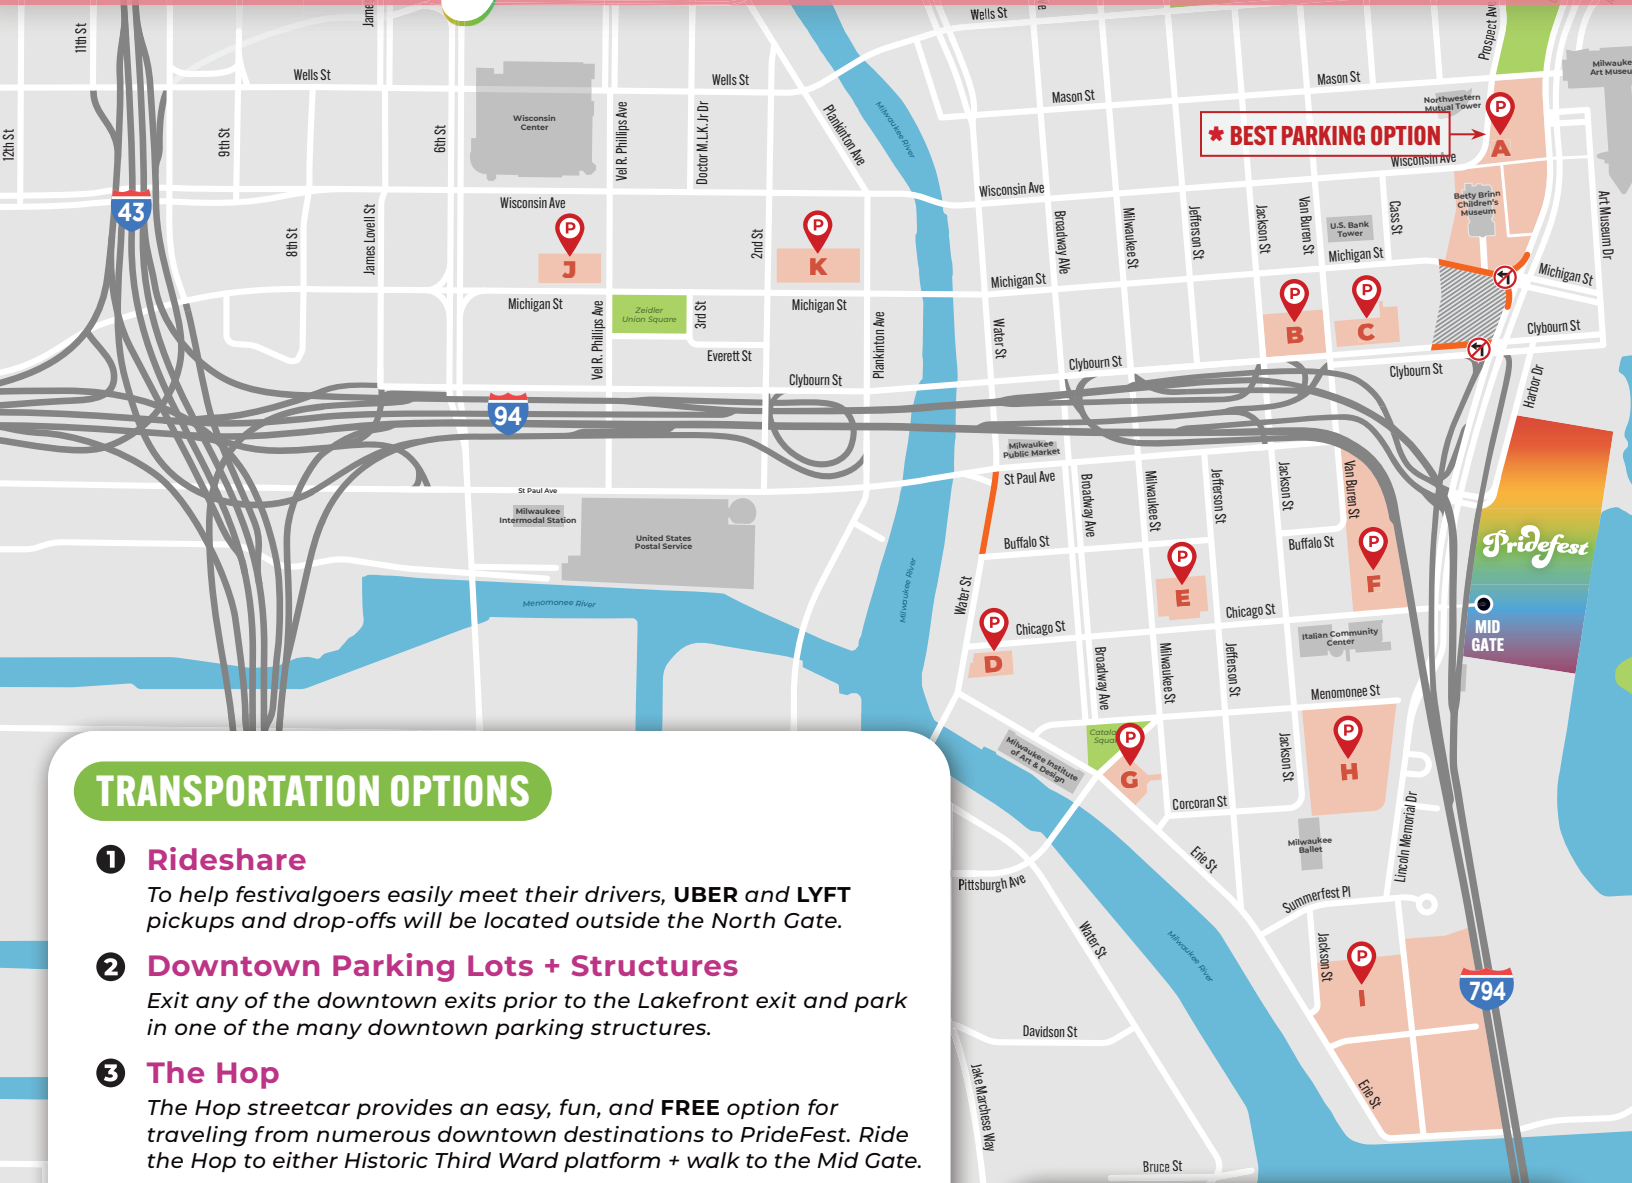 11th St
Jame
Wells St
Prospect Av
Milwauke
Art Museu
Wells St
Wells St
Mason St
Mason St
Northwestern
Mutual Tower
P
* BEST PARKING OPTION
A
Wisconsin Ave
12th St
9th St
6th St
Wisconsin
Center
Vel R. Phillips Ave
Doctor M.L.K. Jr Dr
Plankinton Ave
Milwaukee River
43
James Lovell St
8th St
Wisconsin Ave
P
J
2nd St
P
K
Wisconsin Ave
Broadway Ave
Milwaukee St
Jefferson St
Jackson St
Van Buren St
U.S. Bank
Tower
Cass St
Betty Brinn
Children's
Museum
Art Museum Dr
Michigan St
Michigan St
Michigan St
Michigan St
Michigan St
Vel R. Phillips Ave
Zeidler
Union Square
3rd St
Everett St
Plankinton Ave
Water St
P
B
P
C
Clybourn St
Clybourn St
Clybourn St
Clybourn St
Harbor Dr
94
Milwaukee
Public Market
St Paul Ave
St Paul Ave
Milwaukee
Intermodal Station
United States
Postal Service
Broadway Ave
Milwaukee St
Jefferson St
Jackson St
Van Buren St
Buffalo St
Buffalo St
Pridefest
P
E
P
F
Menomonee River
Milwaukee River
Water St
P
D
Chicago St
Chicago St
Italian Community
Center
MID
GATE
Broadway Ave
Milwaukee St
Jefferson St
Menomonee St
Milwaukee Institute
of Art & Design
P
G
Jackson St
P
H
Corcoran St
Milwaukee
Ballet
Lincoln Memorial Dr
Erie St
Pittsburgh Ave
Summerfest Pl
Water St
Milwaukee River
Jackson St
P
I
794
Davidson St
Jake Marchese Way
Erie St
Bruce St
TRANSPORTATION OPTIONS
1 Rideshare
To help festivalgoers easily meet their drivers, UBER and LYFT
pickups and drop-offs will be located outside the North Gate.
2 Downtown Parking Lots + Structures
Exit any of the downtown exits prior to the Lakefront exit and park
in one of the many downtown parking structures.
3 The Hop
The Hop streetcar provides an easy, fun, and FREE option for
traveling from numerous downtown destinations to PrideFest. Ride
the Hop to either Historic Third Ward platform + walk to the Mid Gate.